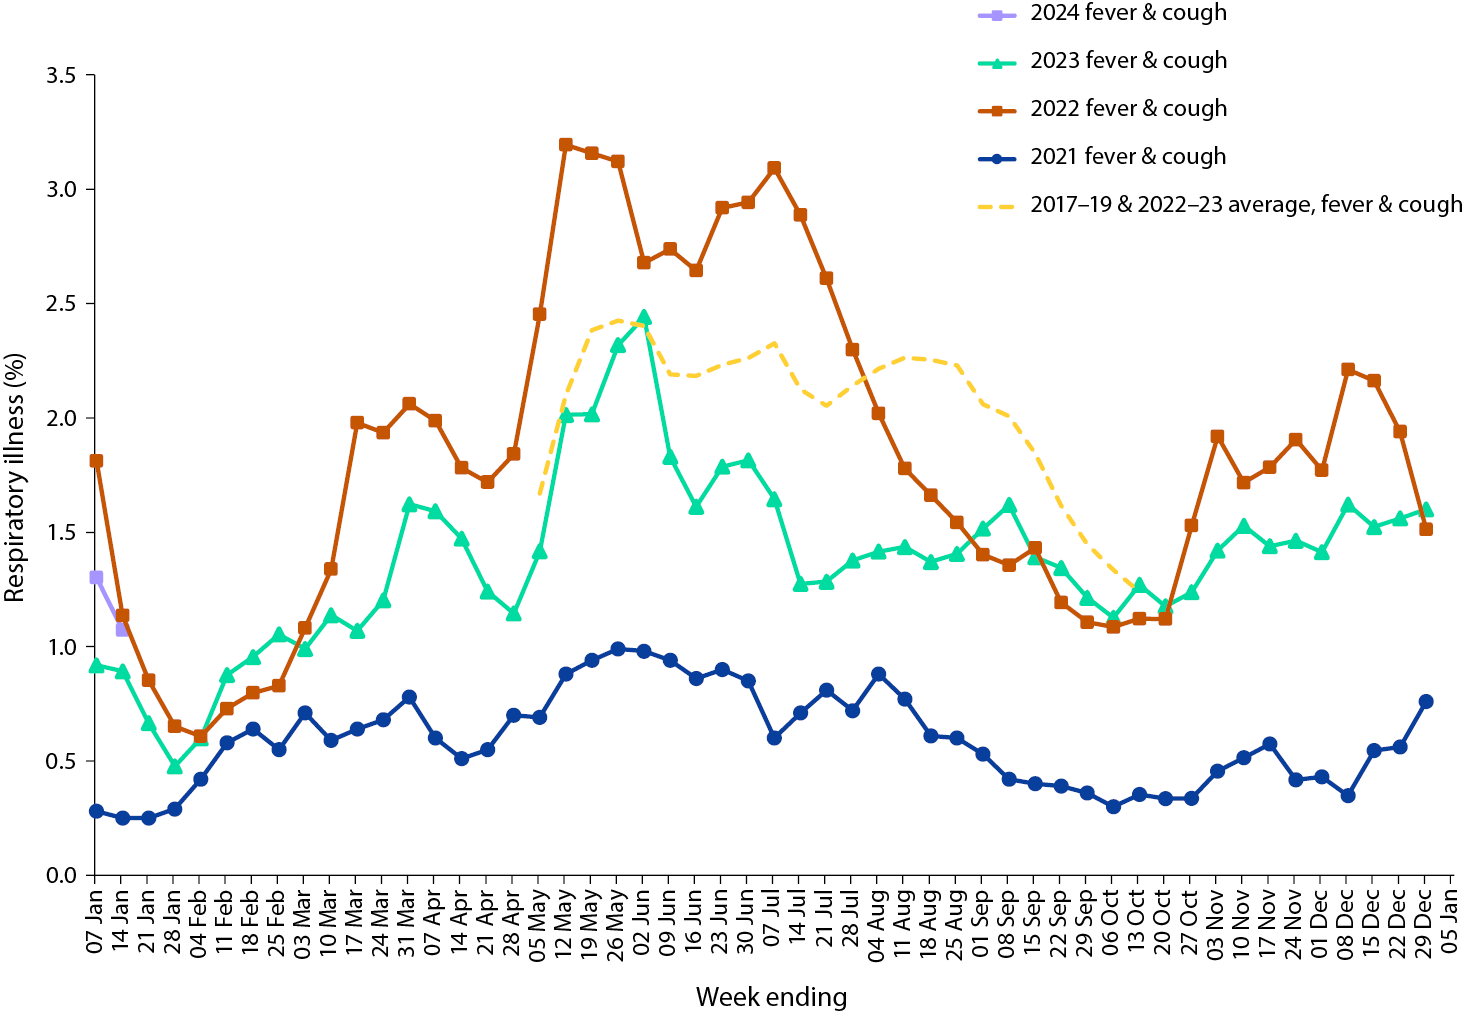 2024 fever & cough
2023 fever & cough
2022 fever & cough
2021 fever & cough
2017–19 & 2022–23 average, fever & cough
Respiratory illness (%)
3.5
3.0
2.5
2.0
1.5
1.0
0.5
0.0
07 Jan
14 Jan
21 Jan
28 Jan
04 Feb
11 Feb
18 Feb
25 Feb
03 Mar
10 Mar
17 Mar
24 Mar
31 Mar
07 Apr
14 Apr
21 Apr
28 Apr
05 May
12 May
19 May
26 May
02 Jun
09 Jun
16 Jun
23 Jun
30 Jun
07 Jul
14 Jul
21 Jul
28 Jul
04 Aug
11 Aug
18 Aug
25 Aug
01 Sep
08 Sep
15 Sep
22 Sep
29 Sep
06 Oct
13 Oct
20 Oct
27 Oct
03 Nov
10 Nov
17 Nov
24 Nov
01 Dec
08 Dec
15 Dec
22 Dec
29 Dec
05 Jan
Week ending